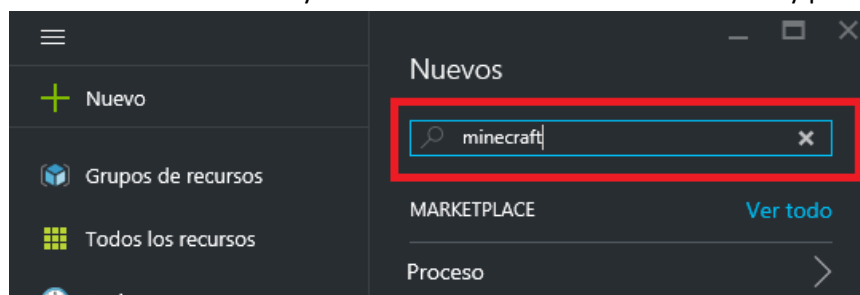 Nuevos
Nuevo
minecraft
Grupos de recursos
MARKETPLACE Ver todo
Todos los recursos
Proceso